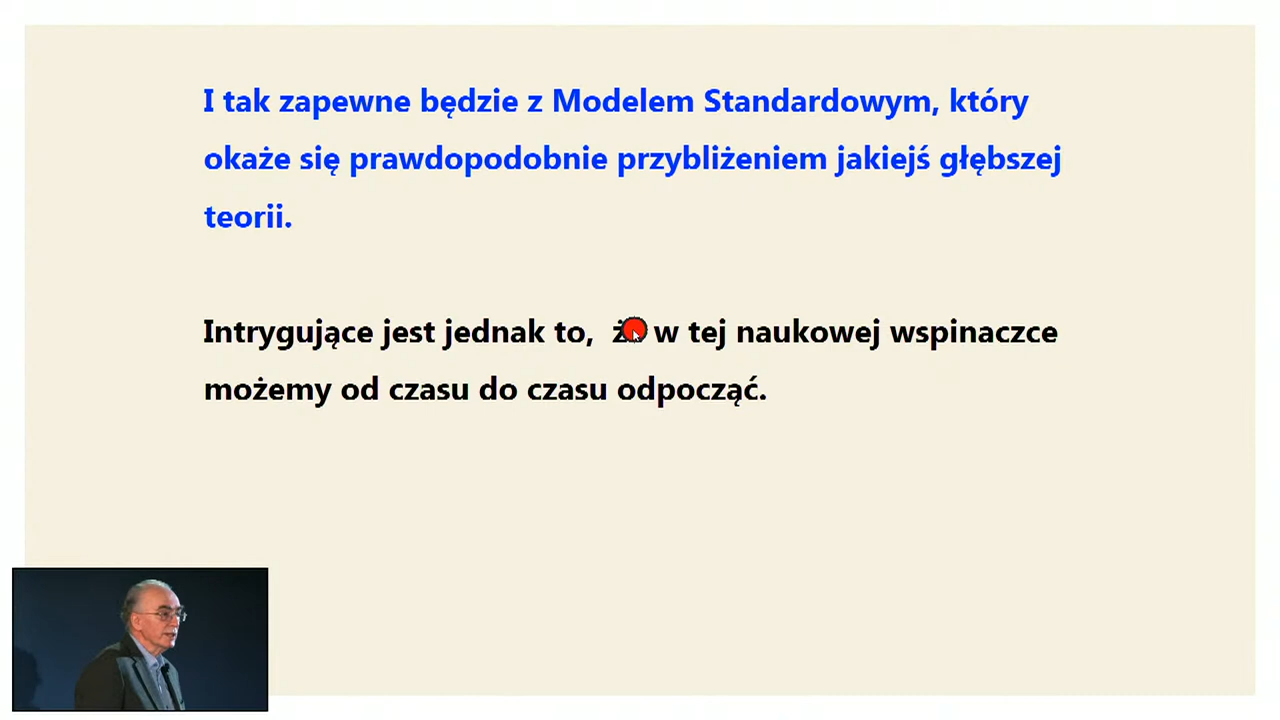 I tak zapewne będzie z Modelem Standardowym, który
okaże się prawdopodobnie przybliżeniem jakiejś głębszej
teorii.
Intrygujące jest jednak to, w tej naukowej wspinaczce
możemy od czasu do czasu odpocząć.